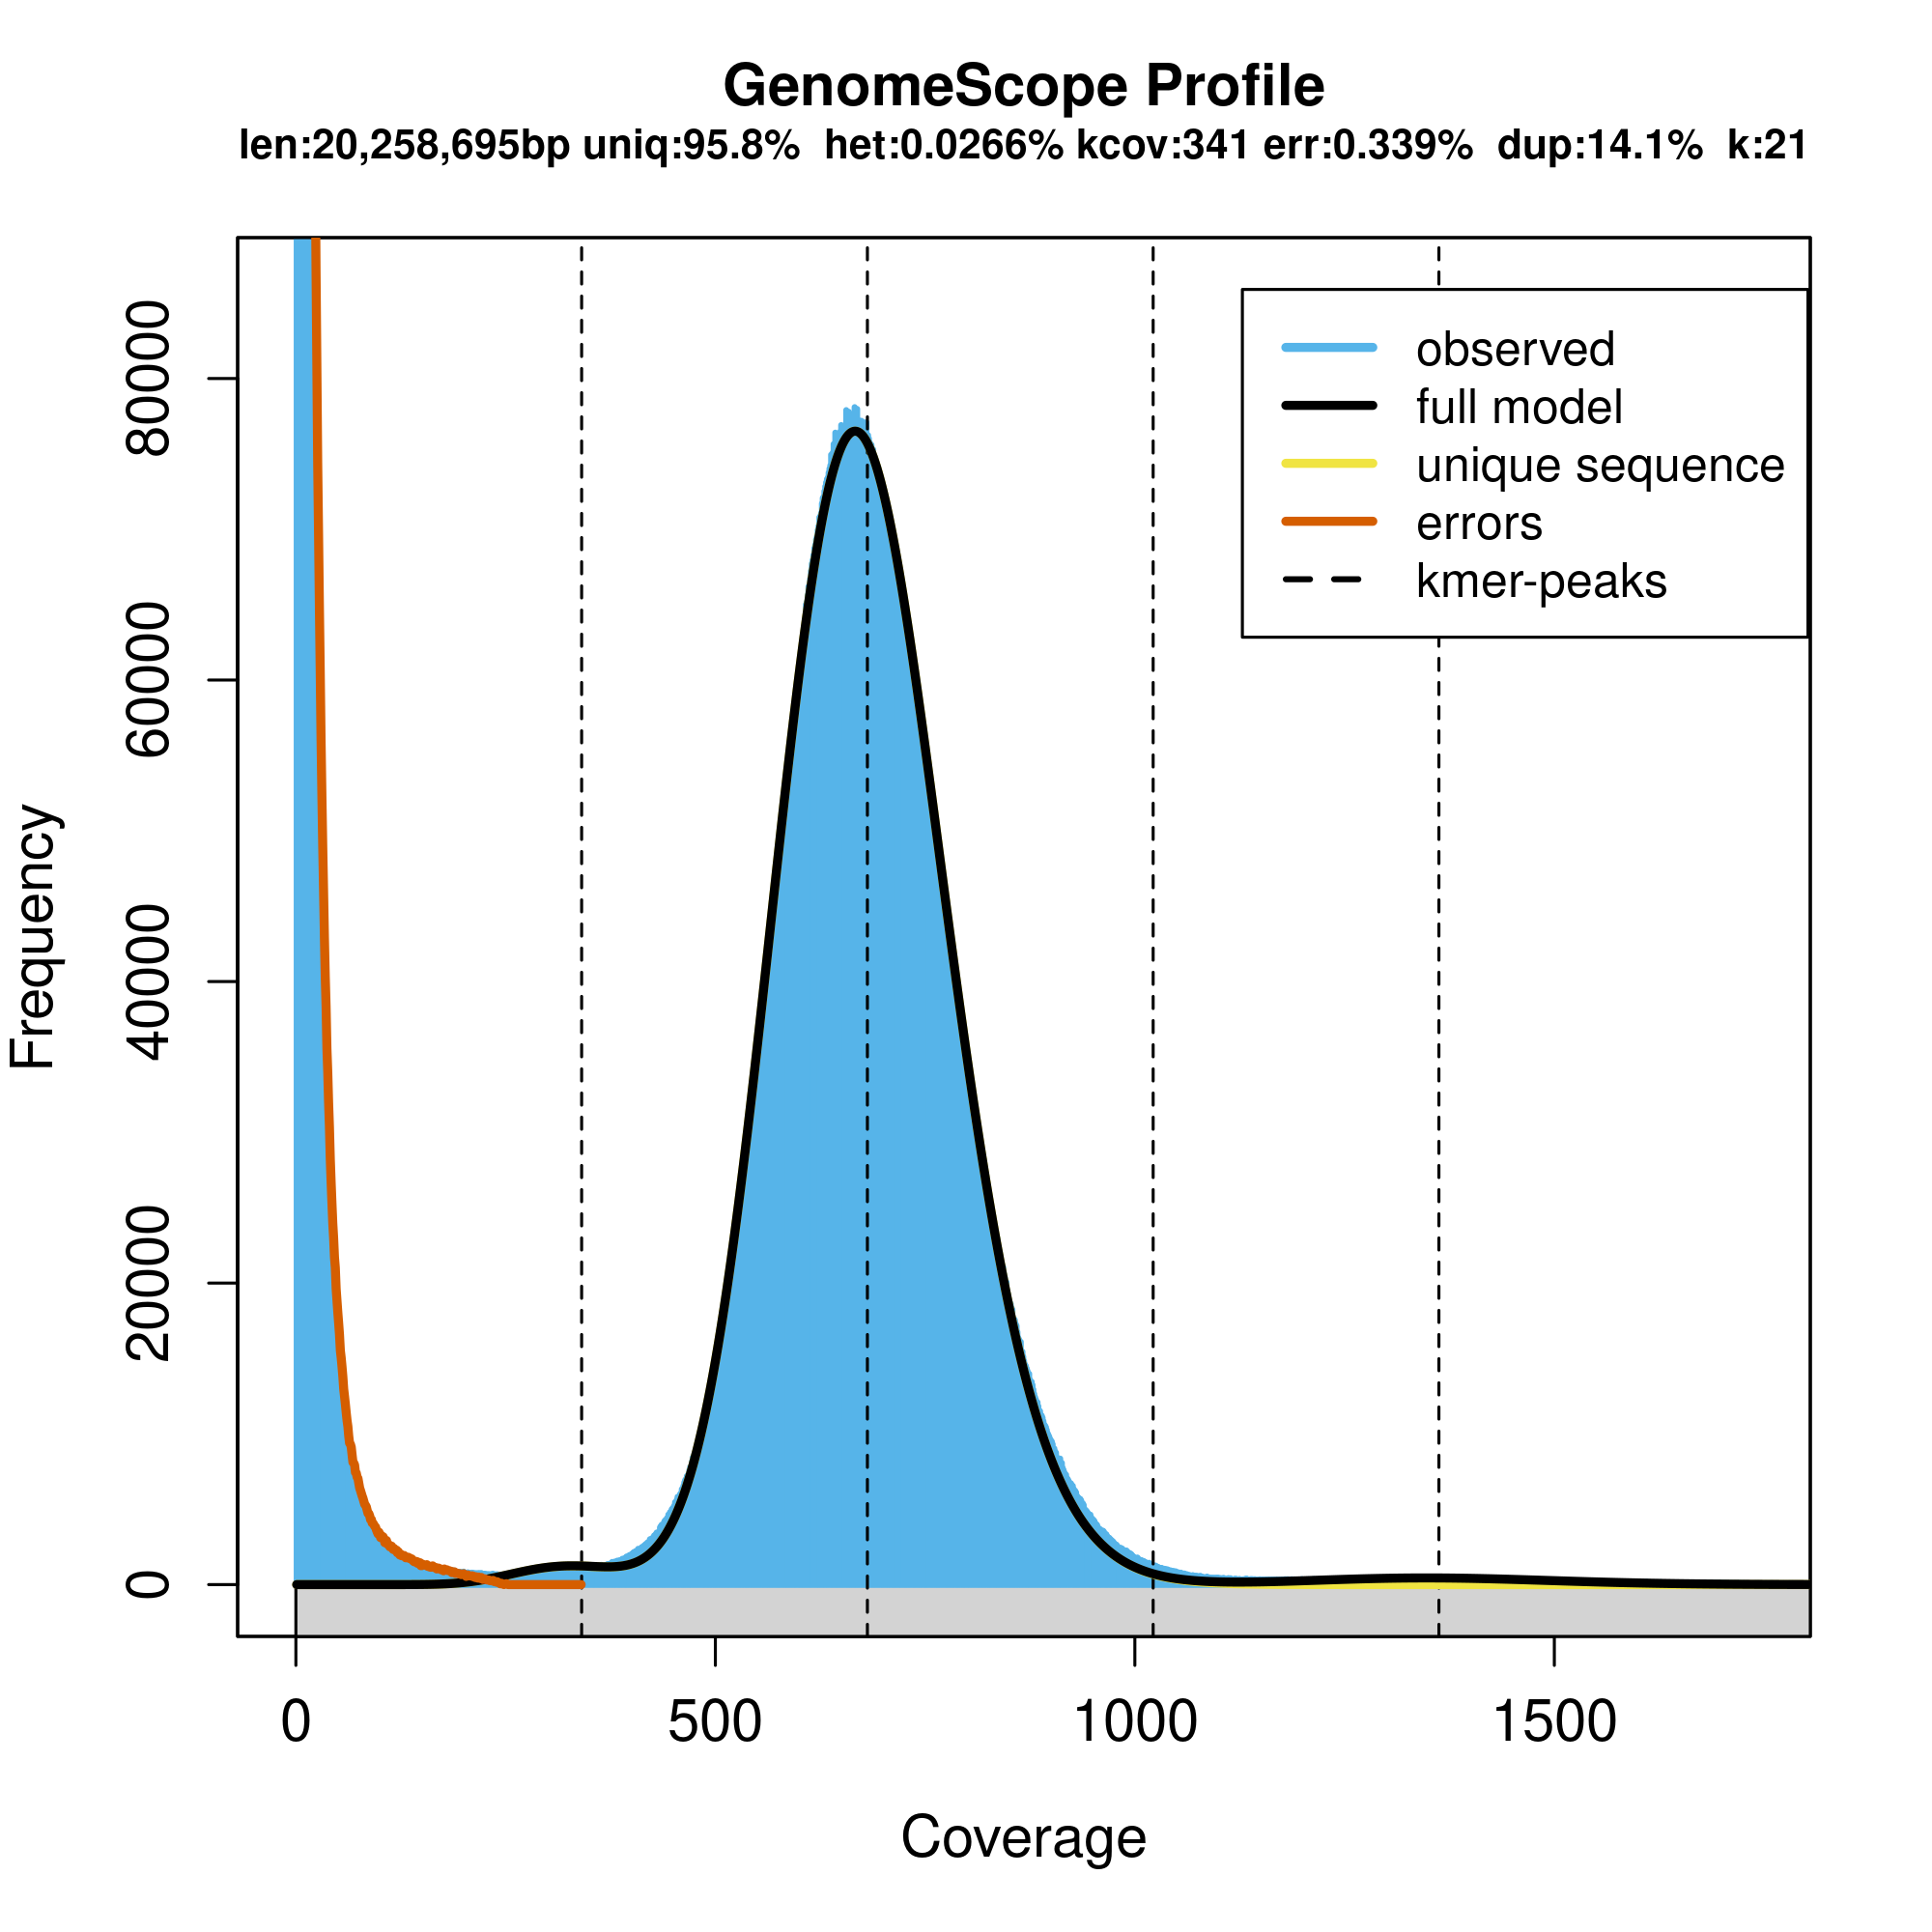 GenomeScope Profile
len:20,258,695bp uniq:95.8% het:0.0266% kcov:341 err:0.339% dup:14.1% k:21
observed
full model
unique sequence
errors
kmer-peaks
Frequency
80000
60000
40000
20000
0
0 500 1000 1500
Coverage